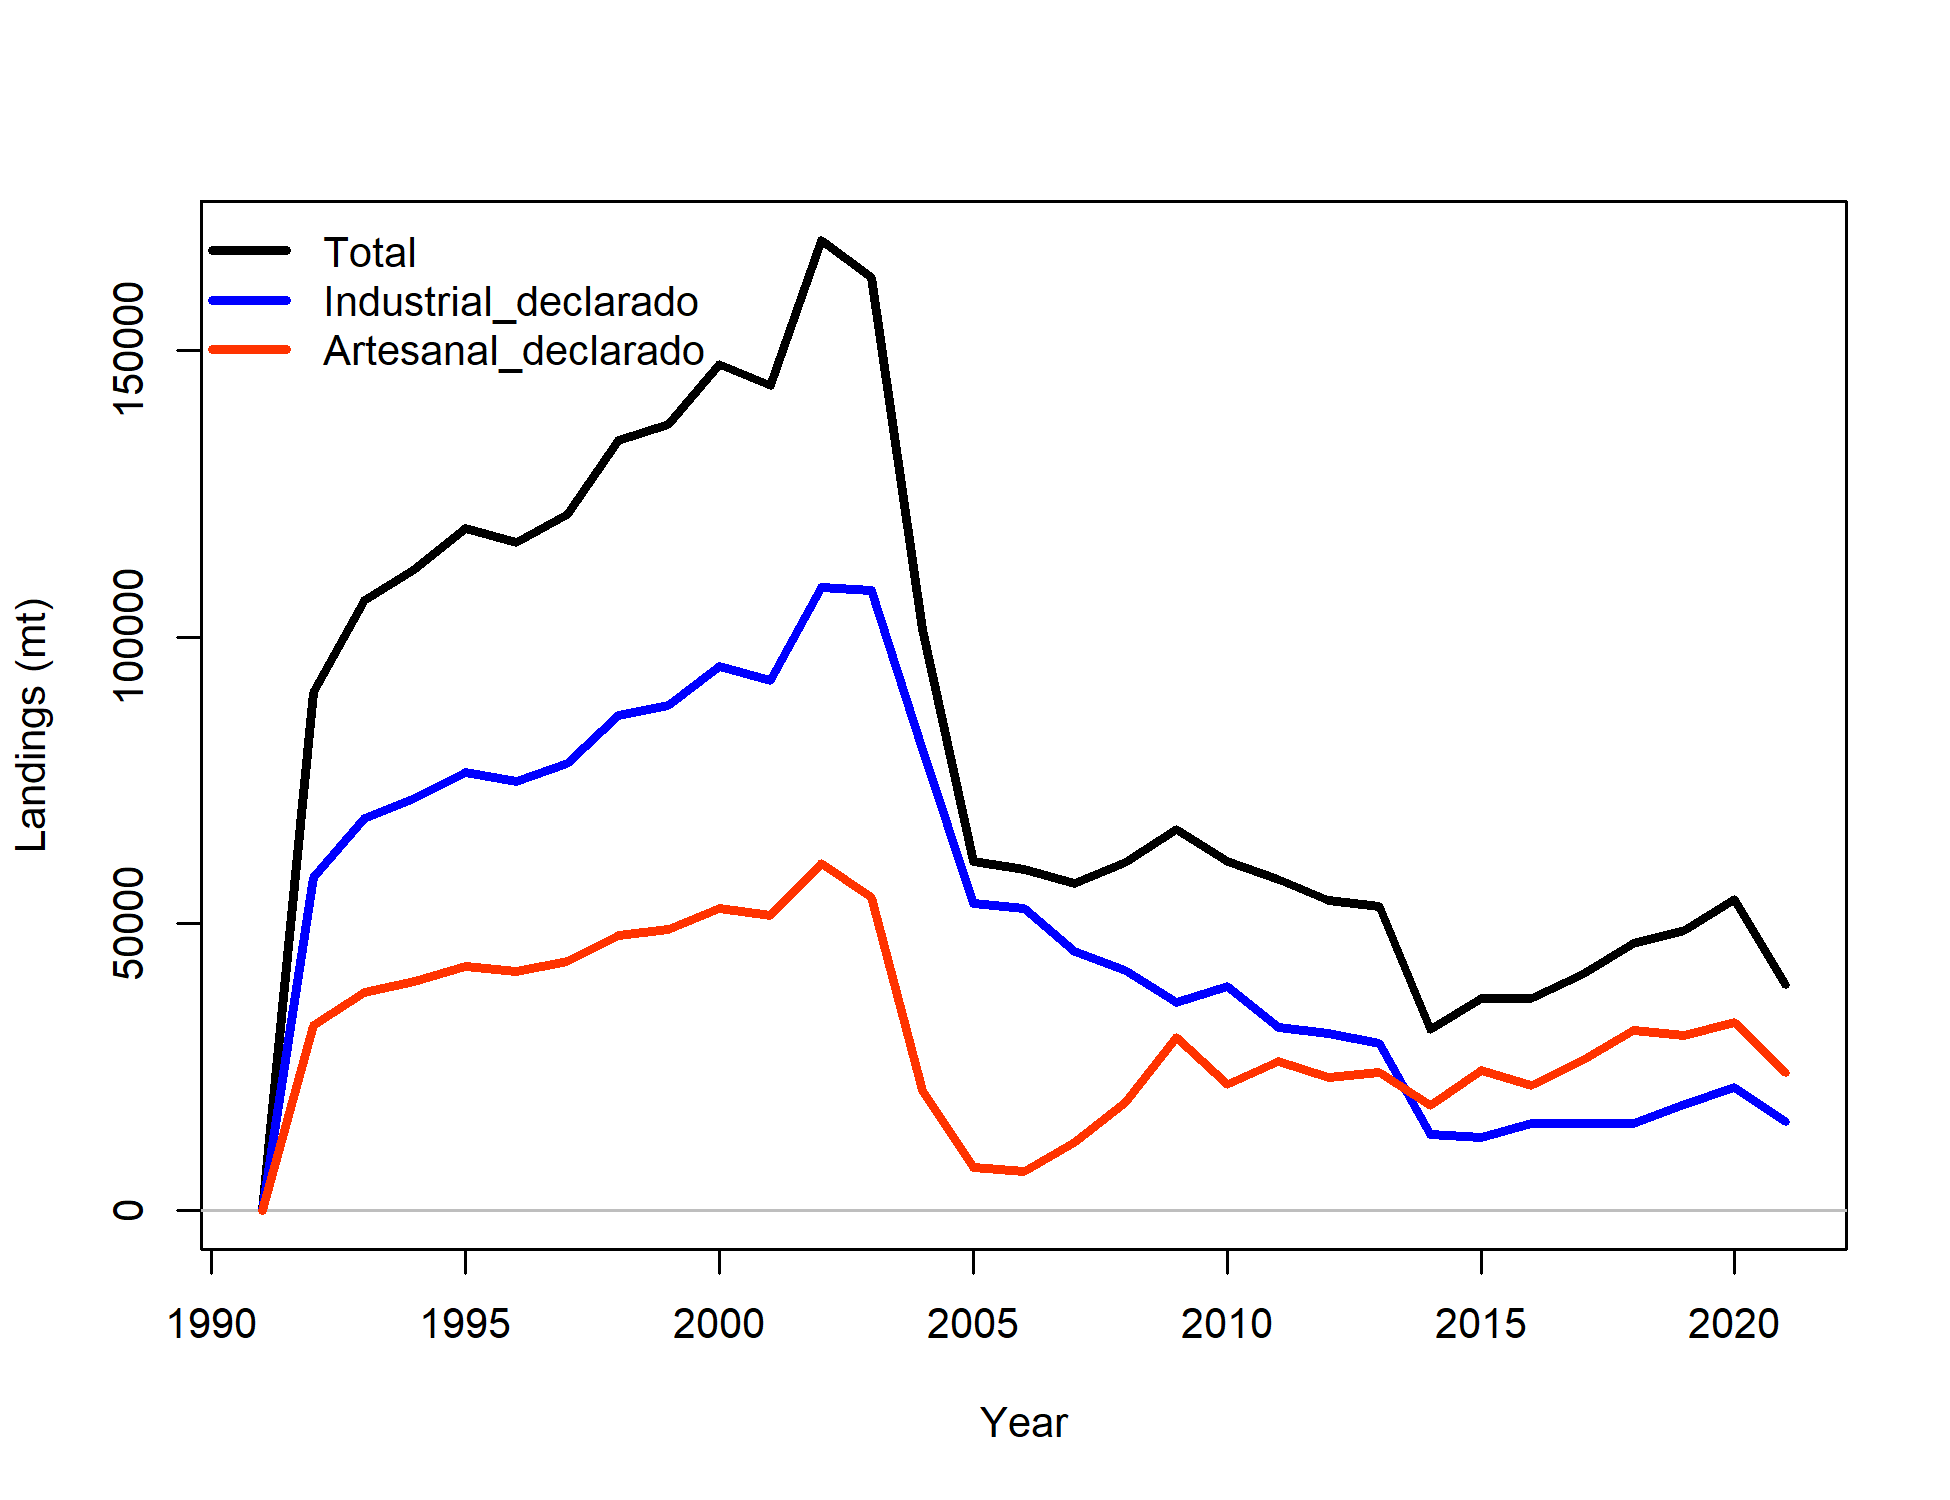 Total
Industrial_declarado
Artesanal_declarado
Landings (mt)
150000
100000
50000
0
1990 1995 2000 2005 2010 2015 2020
Year